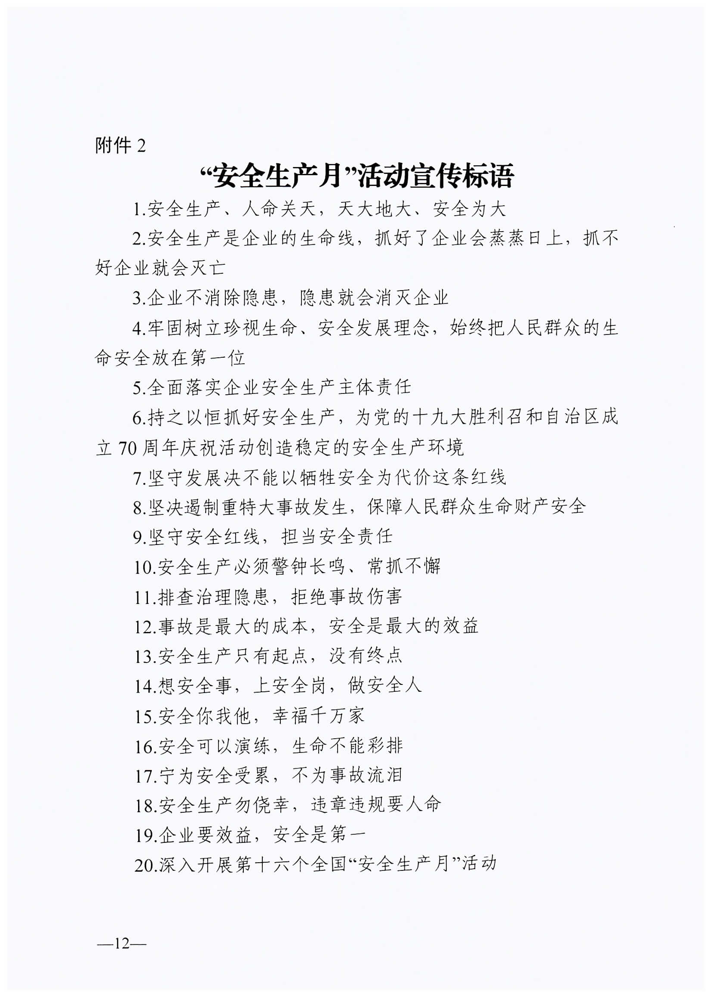 附件 2
“安全生产月”活动宣传标语
1.安全生产、人命关天，天大地大、安全为大
2.安全生产是企业的生命线，抓好了企业会蒸蒸日上，抓不
好企业就会灭亡
3.企业不消除隐患，隐患就会消灭企业
4.牢固树立珍视生命、安全发展理念，始终把人民群众的生
命安全放在第一位
5.全面落实企业安全生产主体责任
6.持之以恒抓好安全生产，为党的十九大胜利召和自治区成
立 70 周年庆祝活动创造稳定的安全生产环境
7.坚守发展决不能以牺牲安全为代价这条红线
8.坚决遏制重特大事故发生，保障人民群众生命财产安全
9.坚守安全红线，担当安全责任
10.安全生产必须警钟长鸣、常抓不懈
11.排查治理隐患，拒绝事故伤害
12.事故是最大的成本，安全是最大的效益
13.安全生产只有起点，没有终点
14.想安全事，上安全岗，做安全人
15.安全你我他，幸福千万家
16.安全可以演练，生命不能彩排
17.宁为安全受累，不为事故流泪
18.安全生产勿侥幸，违章违规要人命
19.企业要效益，安全是第一
20.深入开展第十六个全国“安全生产月”活动
—12—